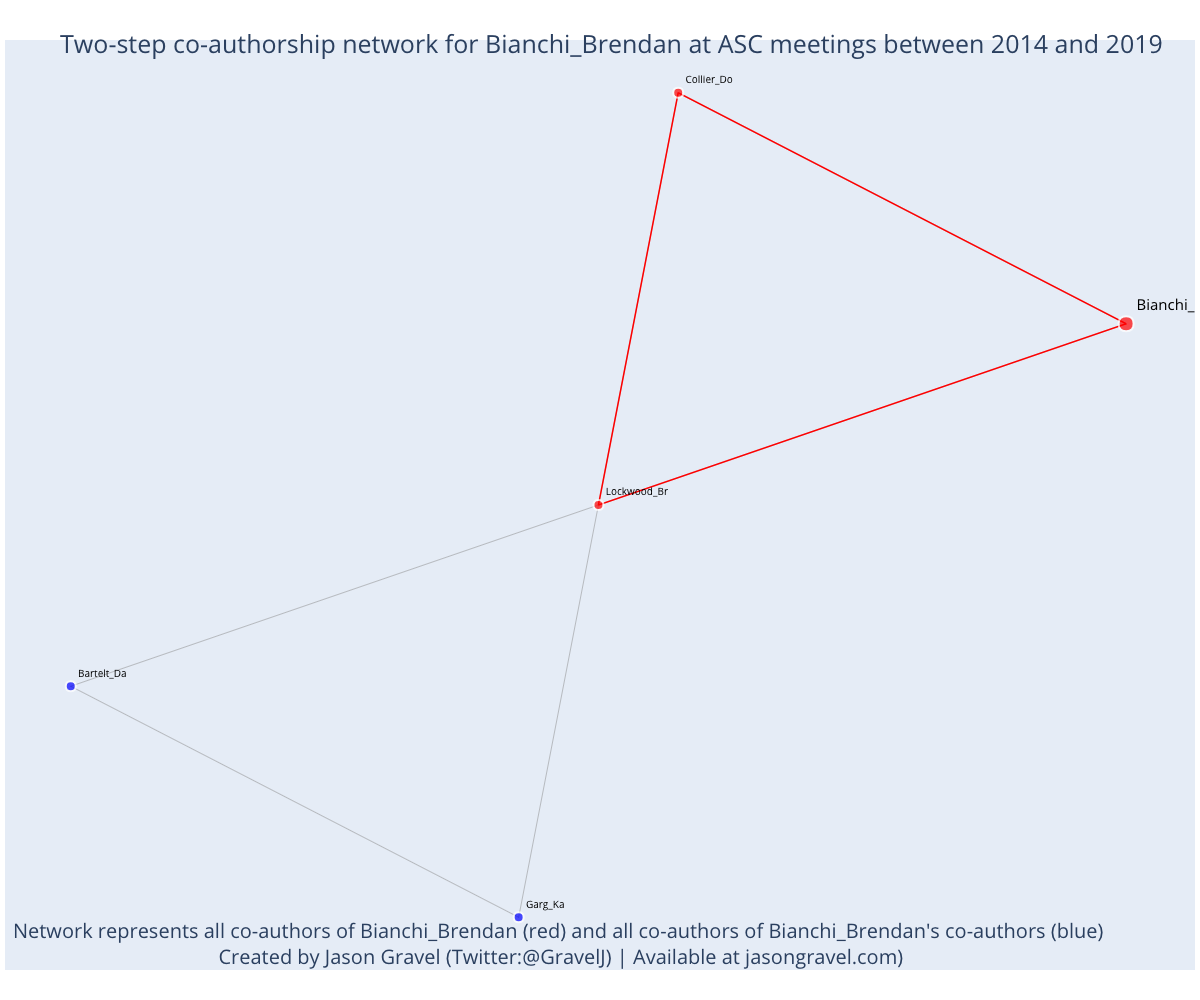 Two-step co-authorship network for Bianchi_Brendan at ASC meetings between 2014 and 2019
Collier_Do
Bianchi_
Lockwood_Br
Bartelt_Da
Garg_Ka
Network represents all co-authors of Bianchi_Brendan (red) and all co-authors of Bianchi_Brendan's co-authors (blue)
Created by Jason Gravel (Twitter:@GravelJ) | Available at jasongravel.com)